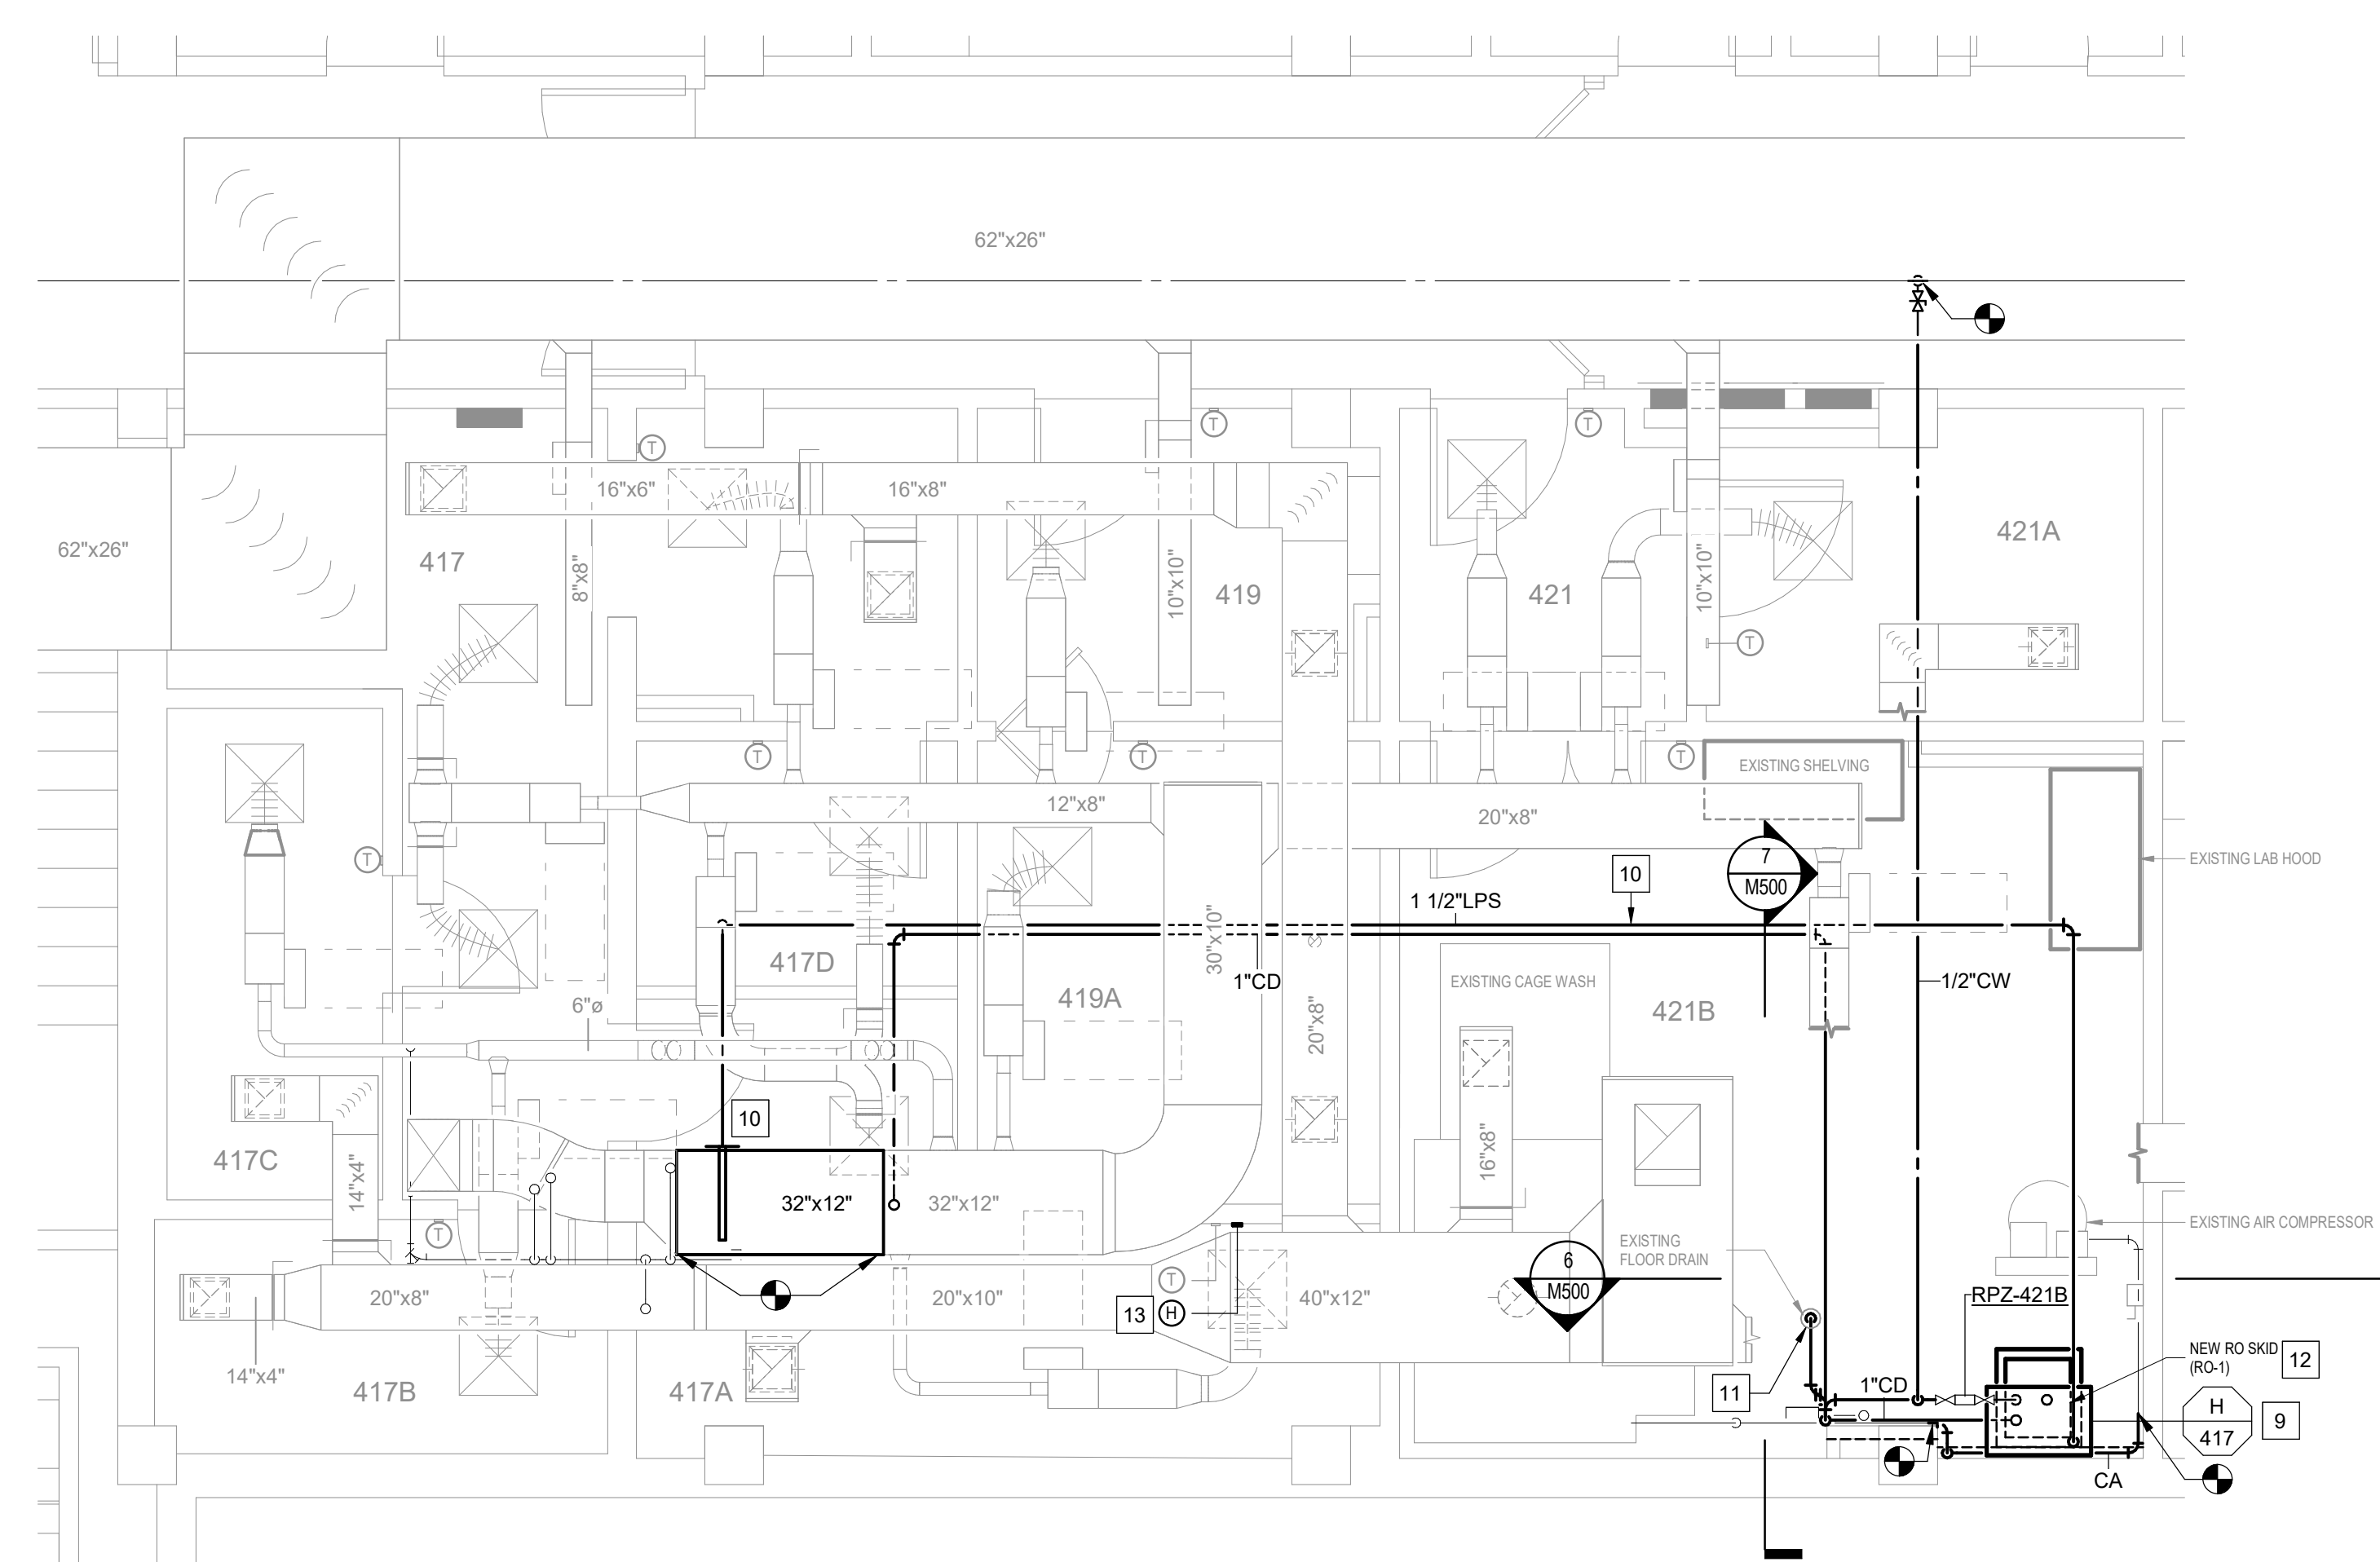 62"x26"
T
T
T
16"x6"
16"x8"
62"x26"
417
8"x8"
10"x10"
419
421
10"x10"
421A
T
T
T
T
EXISTING SHELVING
12"x8"
20"x8"
T
7
M500
EXISTING LAB HOOD
10
1 1/2"LPS
30"x10"
417D
1"CD
EXISTING CAGE WASH
1/2"CW
419A
6"ø
421B
20"x8"
10
417C
14"x4"
16"x8"
32"x12"
32"x12"
T
EXISTING AIR COMPRESSOR
EXISTING
FLOOR DRAIN
6
M500
T
20"x8"
20"x10"
13
H
40"x12"
RPZ-421B
NEW RO SKID
(RO-1)
12
14"x4"
417B
417A
11
1"CD
H
417
9
CA